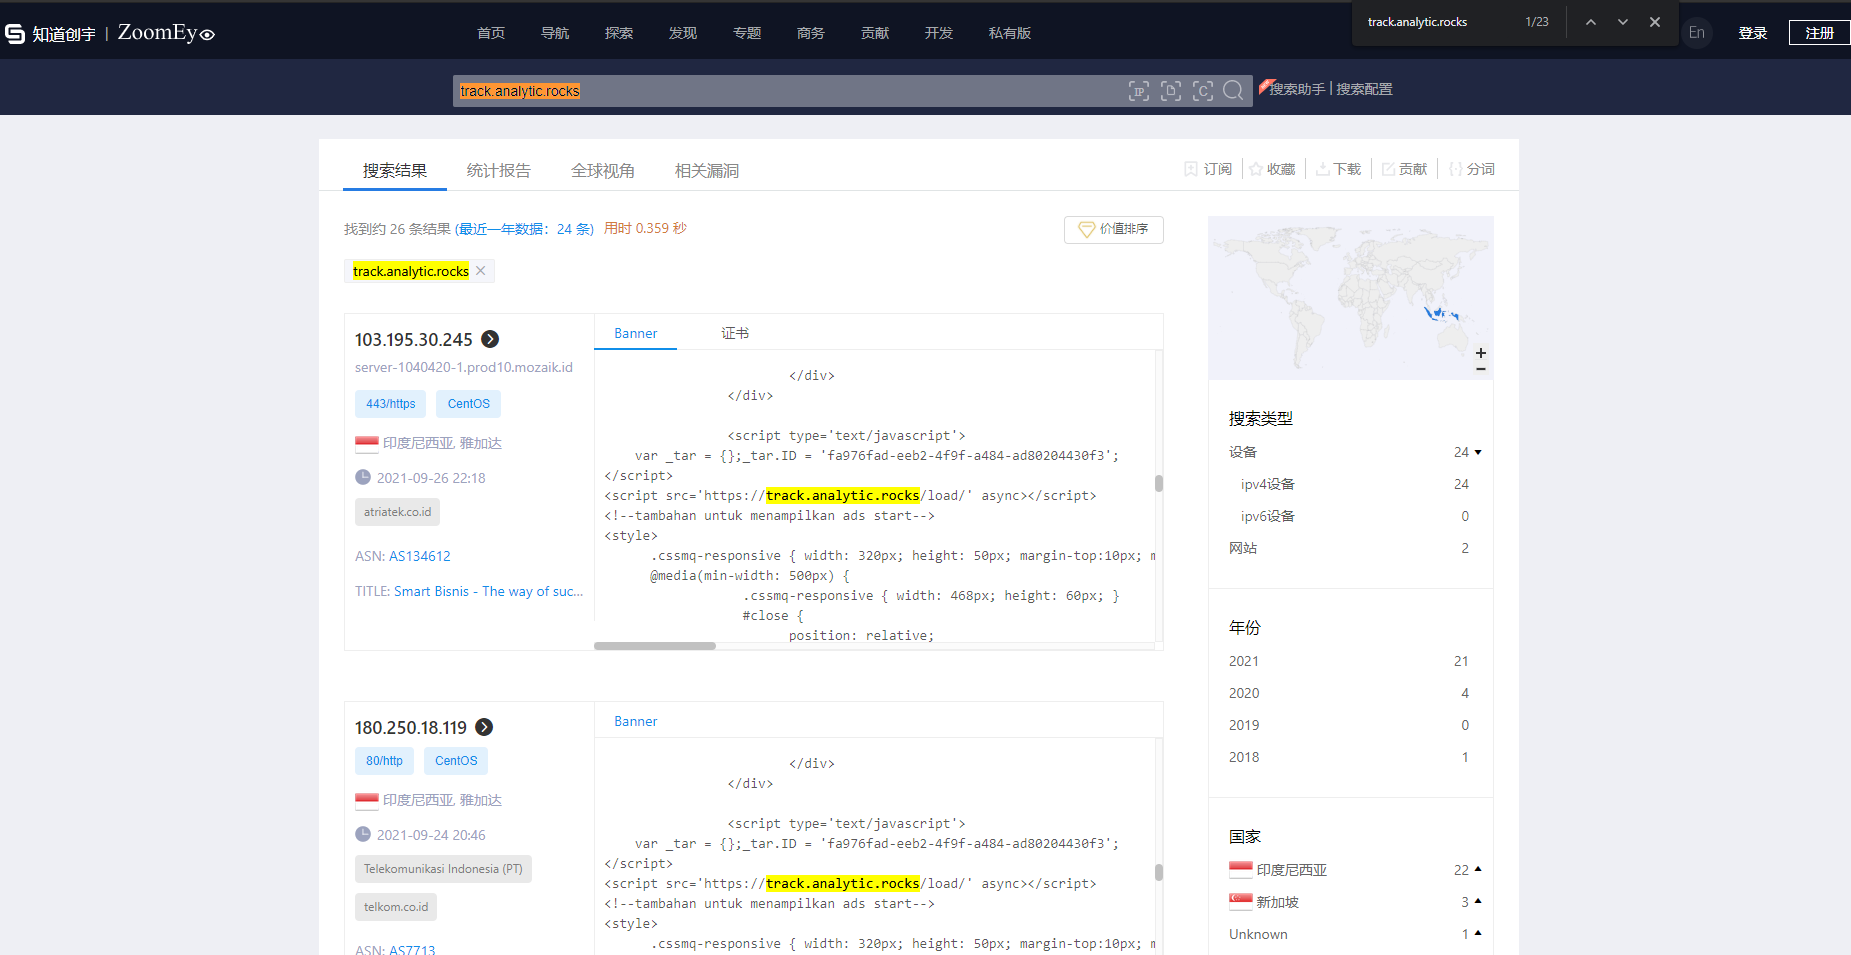 知道创宇 | ZoomEye
首页 导航 探索 发现 专题 商务 贡献 开发 私有版
track.analytic.rocks 1/23
En 登录 注册
track.analytic.rocks
搜索助手 | 搜索配置
搜索结果 统计报告 全球视角 相关漏洞
订阅 收藏 下载 贡献 分词
找到约 26 条结果 (最近一年数据: 24 条) 用时 0.359 秒
价值排序
track.analytic.rocks
103.195.30.245
server-1040420-1.prod10.mozaik.id
443/https CentOS
印度尼西亚, 雅加达
2021-09-26 22:18
atriatek.co.id
ASN: AS134612
TITLE: Smart Bisnis - The way of suc...
Banner 证书
</div>
</div>
<script type='text/javascript'>
var _tar = {};_tar.ID = 'fa976fad-eeb2-4f9f-a484-ad80204430f3';
</script>
<script src='https://track.analytic.rocks/load/' async></script>
<!--tambahan untuk menampilkan ads start-->
<style>
.cssmq-responsive { width: 320px; height: 50px; margin-top:10px; m
@media(min-width: 500px) {
.cssmq-responsive { width: 468px; height: 60px; }
#close {
position: relative;
180.250.18.119
80/http CentOS
印度尼西亚, 雅加达
2021-09-24 20:46
Telekomunikasi Indonesia (PT)
telkom.co.id
ASN: AS7713
Banner
</div>
</div>
<script type='text/javascript'>
var _tar = {};_tar.ID = 'fa976fad-eeb2-4f9f-a484-ad80204430f3';
</script>
<script src='https://track.analytic.rocks/load/' async></script>
<!--tambahan untuk menampilkan ads start-->
<style>
.cssmq-responsive { width: 320px; height: 50px; margin-top:10px; m
+
−
搜索类型
设备 24
ipv4设备 24
ipv6设备 0
网站 2
年份
2021 21
2020 4
2019 0
2018 1
国家
印度尼西亚 22
新加坡 3
Unknown 1